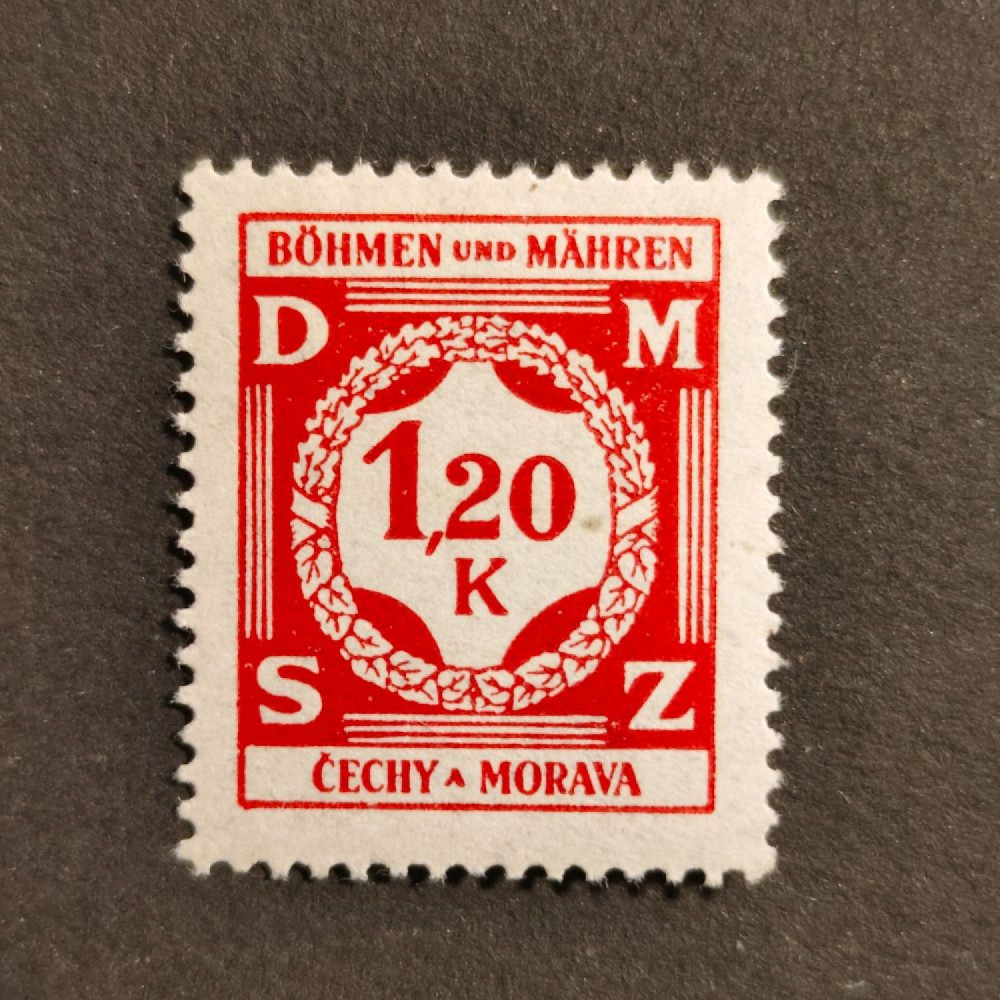 BÖHMEN UND MÄHREN
D M
1,20
K
S Z
ČECHY A MORAVA